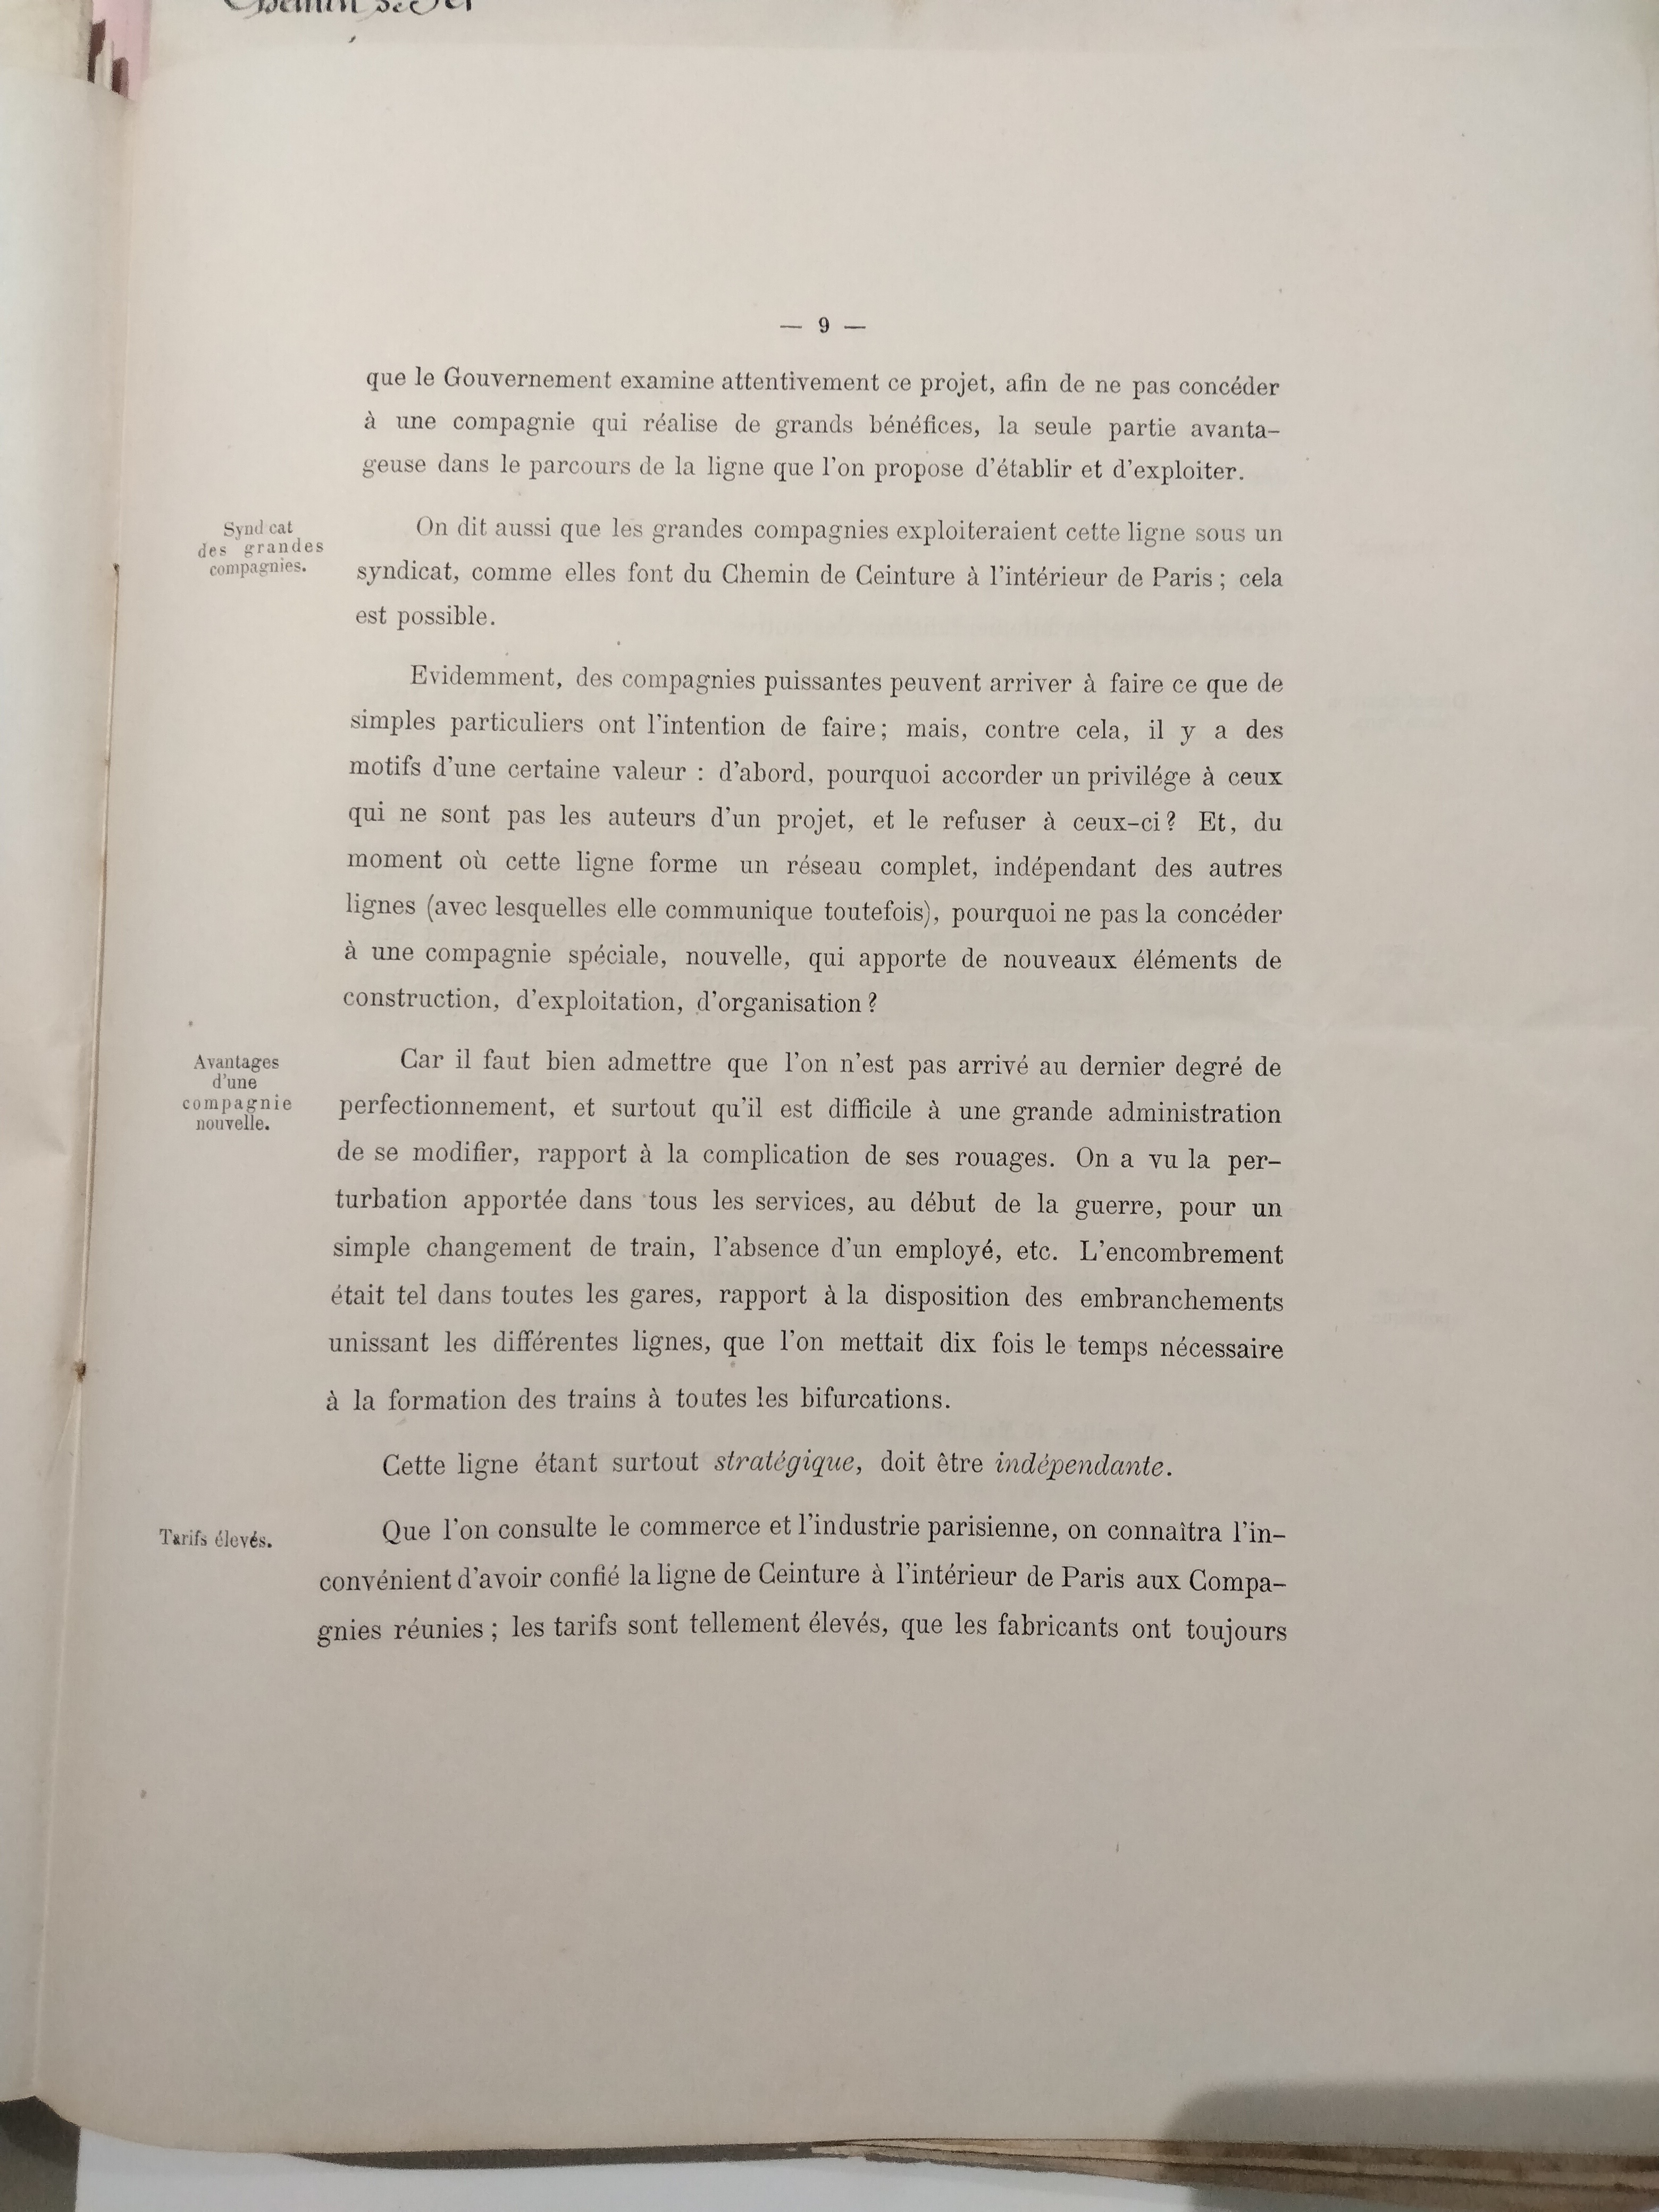 Chemin de Fer
— 9 —
que le Gouvernement examine attentivement ce projet, afin de ne pas concéder
à une compagnie qui réalise de grands bénéfices, la seule partie avanta-
geuse dans le parcours de la ligne que l'on propose d'établir et d'exploiter.
Synd cat
des grandes
compagnies.
On dit aussi que les grandes compagnies exploiteraient cette ligne sous un
syndicat, comme elles font du Chemin de Ceinture à l'intérieur de Paris ; cela
est possible.
Evidemment, des compagnies puissantes peuvent arriver à faire ce que de
simples particuliers ont l'intention de faire ; mais, contre cela, il y a des
motifs d'une certaine valeur : d'abord, pourquoi accorder un privilége à ceux
qui ne sont pas les auteurs d'un projet, et le refuser à ceux-ci ? Et, du
moment où cette ligne forme un réseau complet, indépendant des autres
lignes (avec lesquelles elle communique toutefois), pourquoi ne pas la concéder
à une compagnie spéciale, nouvelle, qui apporte de nouveaux éléments de
construction, d'exploitation, d'organisation ?
Avantages
d'une
compagnie
nouvelle.
Car il faut bien admettre que l'on n'est pas arrivé au dernier degré de
perfectionnement, et surtout qu'il est difficile à une grande administration
de se modifier, rapport à la complication de ses rouages. On a vu la per-
turbation apportée dans tous les services, au début de la guerre, pour un
simple changement de train, l'absence d'un employé, etc. L'encombrement
était tel dans toutes les gares, rapport à la disposition des embranchements
unissant les différentes lignes, que l'on mettait dix fois le temps nécessaire
à la formation des trains à toutes les bifurcations.
Cette ligne étant surtout stratégique, doit être indépendante.
Tarifs élevés.
Que l'on consulte le commerce et l'industrie parisienne, on connaîtra l'in-
convénient d'avoir confié la ligne de Ceinture à l'intérieur de Paris aux Compa-
gnies réunies ; les tarifs sont tellement élevés, que les fabricants ont toujours